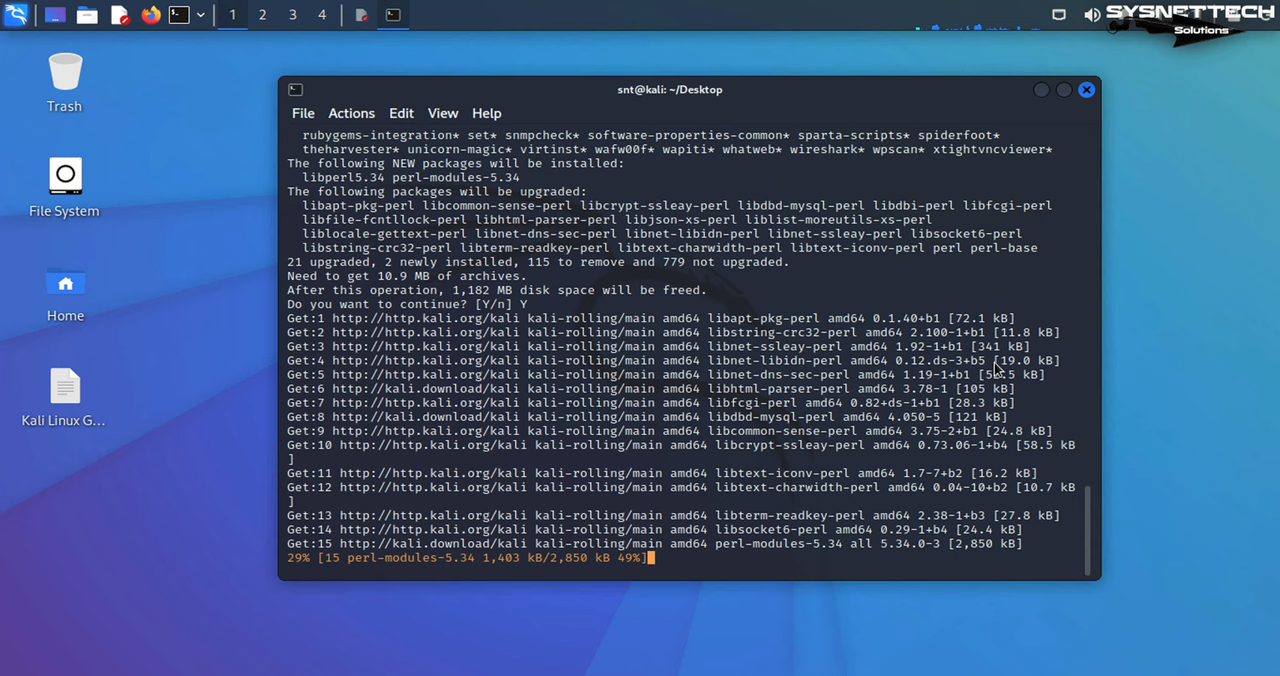 1 2 3 4
SYSNETTECH
Solutions
Trash
File System
Home
Kali Linux G...
snt@kali: ~/Desktop
File Actions Edit View Help
rubygems-integration* set* snmpcheck* software-properties-common* sparta-scripts* spiderfoot*
theharvester* unicorn-magic* virtinst* wafw00f* wapiti* whatweb* wireshark* wpscan* xtightvncviewer*
The following NEW packages will be installed:
libperl5.34 perl-modules-5.34
The following packages will be upgraded:
libapt-pkg-perl libcommon-sense-perl libcrypt-ssleay-perl libdbd-mysql-perl libdbi-perl libfcgi-perl
libfile-fcntllock-perl libhtml-parser-perl libjson-xs-perl liblist-moreutils-xs-perl
liblocale-gettext-perl libnet-dns-sec-perl libnet-libidn-perl libnet-ssleay-perl libsocket6-perl
libstring-crc32-perl libterm-readkey-perl libtext-charwidth-perl libtext-iconv-perl perl perl-base
21 upgraded, 2 newly installed, 115 to remove and 779 not upgraded.
Need to get 10.9 MB of archives.
After this operation, 1,182 MB disk space will be freed.
Do you want to continue? [Y/n] Y
Get:1 http://http.kali.org/kali kali-rolling/main amd64 libapt-pkg-perl amd64 0.1.40+b1 [72.1 kB]
Get:2 http://http.kali.org/kali kali-rolling/main amd64 libstring-crc32-perl amd64 2.100-1+b1 [11.8 kB]
Get:3 http://http.kali.org/kali kali-rolling/main amd64 libnet-ssleay-perl amd64 1.92-1+b1 [341 kB]
Get:4 http://http.kali.org/kali kali-rolling/main amd64 libnet-libidn-perl amd64 0.12.ds-3+b5 [19.0 kB]
Get:5 http://http.kali.org/kali kali-rolling/main amd64 libnet-dns-sec-perl amd64 1.19-1+b1 kB]
Get:6 http://kali.download/kali kali-rolling/main amd64 libhtml-parser-perl amd64 3.78-1 [105 kB]
Get:7 http://http.kali.org/kali kali-rolling/main amd64 libfcgi-perl amd64 0.82+ds-1+b1 [28.3 kB]
Get:8 http://kali.download/kali kali-rolling/main amd64 libdbd-mysql-perl amd64 4.050-5 [121 kB]
Get:9 http://http.kali.org/kali kali-rolling/main amd64 libcommon-sense-perl amd64 3.75-2+b1 [24.8 kB]
Get:10 http://http.kali.org/kali kali-rolling/main amd64 libcrypt-ssleay-perl amd64 0.73.06-1+b4 [58.5 kB
]
Get:11 http://http.kali.org/kali kali-rolling/main amd64 libtext-iconv-perl amd64 1.7-7+b2 [16.2 kB]
Get:12 http://http.kali.org/kali kali-rolling/main amd64 libtext-charwidth-perl amd64 0.04-10+b2 [10.7 kB
]
Get:13 http://http.kali.org/kali kali-rolling/main amd64 libterm-readkey-perl amd64 2.38-1+b3 [27.8 kB]
Get:14 http://http.kali.org/kali kali-rolling/main amd64 libsocket6-perl amd64 0.29-1+b4 [24.4 kB]
Get:15 http://kali.download/kali kali-rolling/main amd64 perl-modules-5.34 all 5.34.0-3 [2,850 kB]
29% [15 perl-modules-5.34 1,403 kB/2,850 kB 49%]